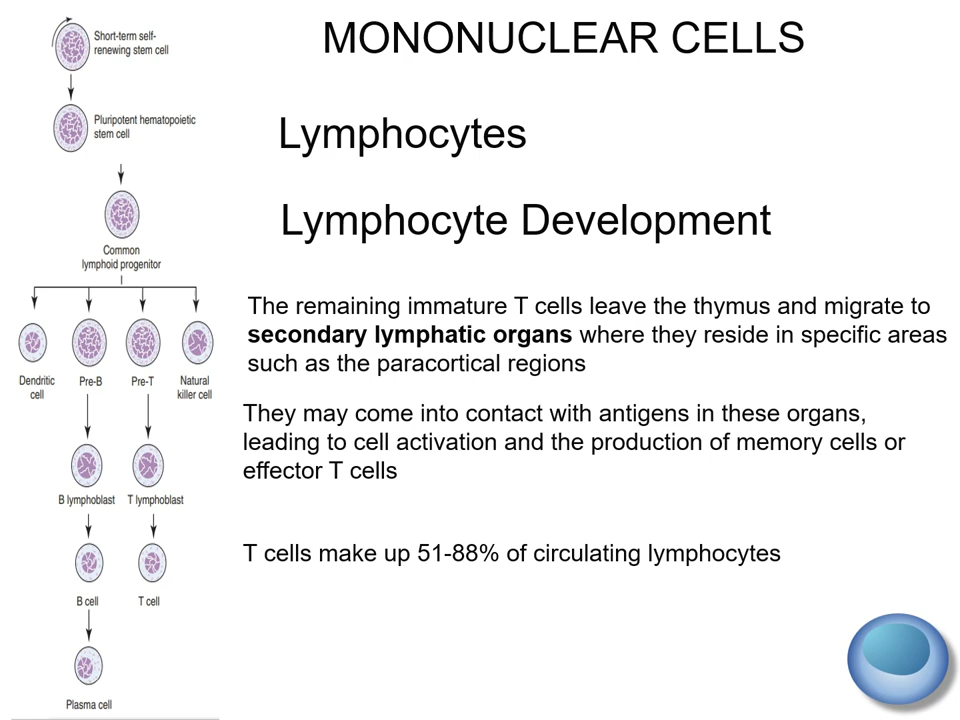 MONONUCLEAR CELLS
Lymphocytes
Lymphocyte Development
The remaining immature T cells leave the thymus and migrate to
secondary lymphatic organs where they reside in specific areas
such as the paracortical regions
They may come into contact with antigens in these organs,
leading to cell activation and the production of memory cells or
effector T cells
T cells make up 51-88% of circulating lymphocytes
Short-term self-
renewing stem cell
Pluripotent hematopoietic
stem cell
Common
lymphoid progenitor
Dendritic
cell
Pre-B
Pre-T
Natural
killer cell
B lymphoblast
T lymphoblast
B cell
T cell
Plasma cell